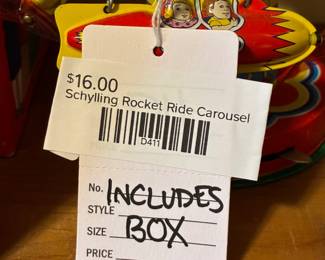 $16.00
Schylling Rocket Ride Carousel
D411
No. INCLUDES
STYLE
SIZE BOX
PRICE